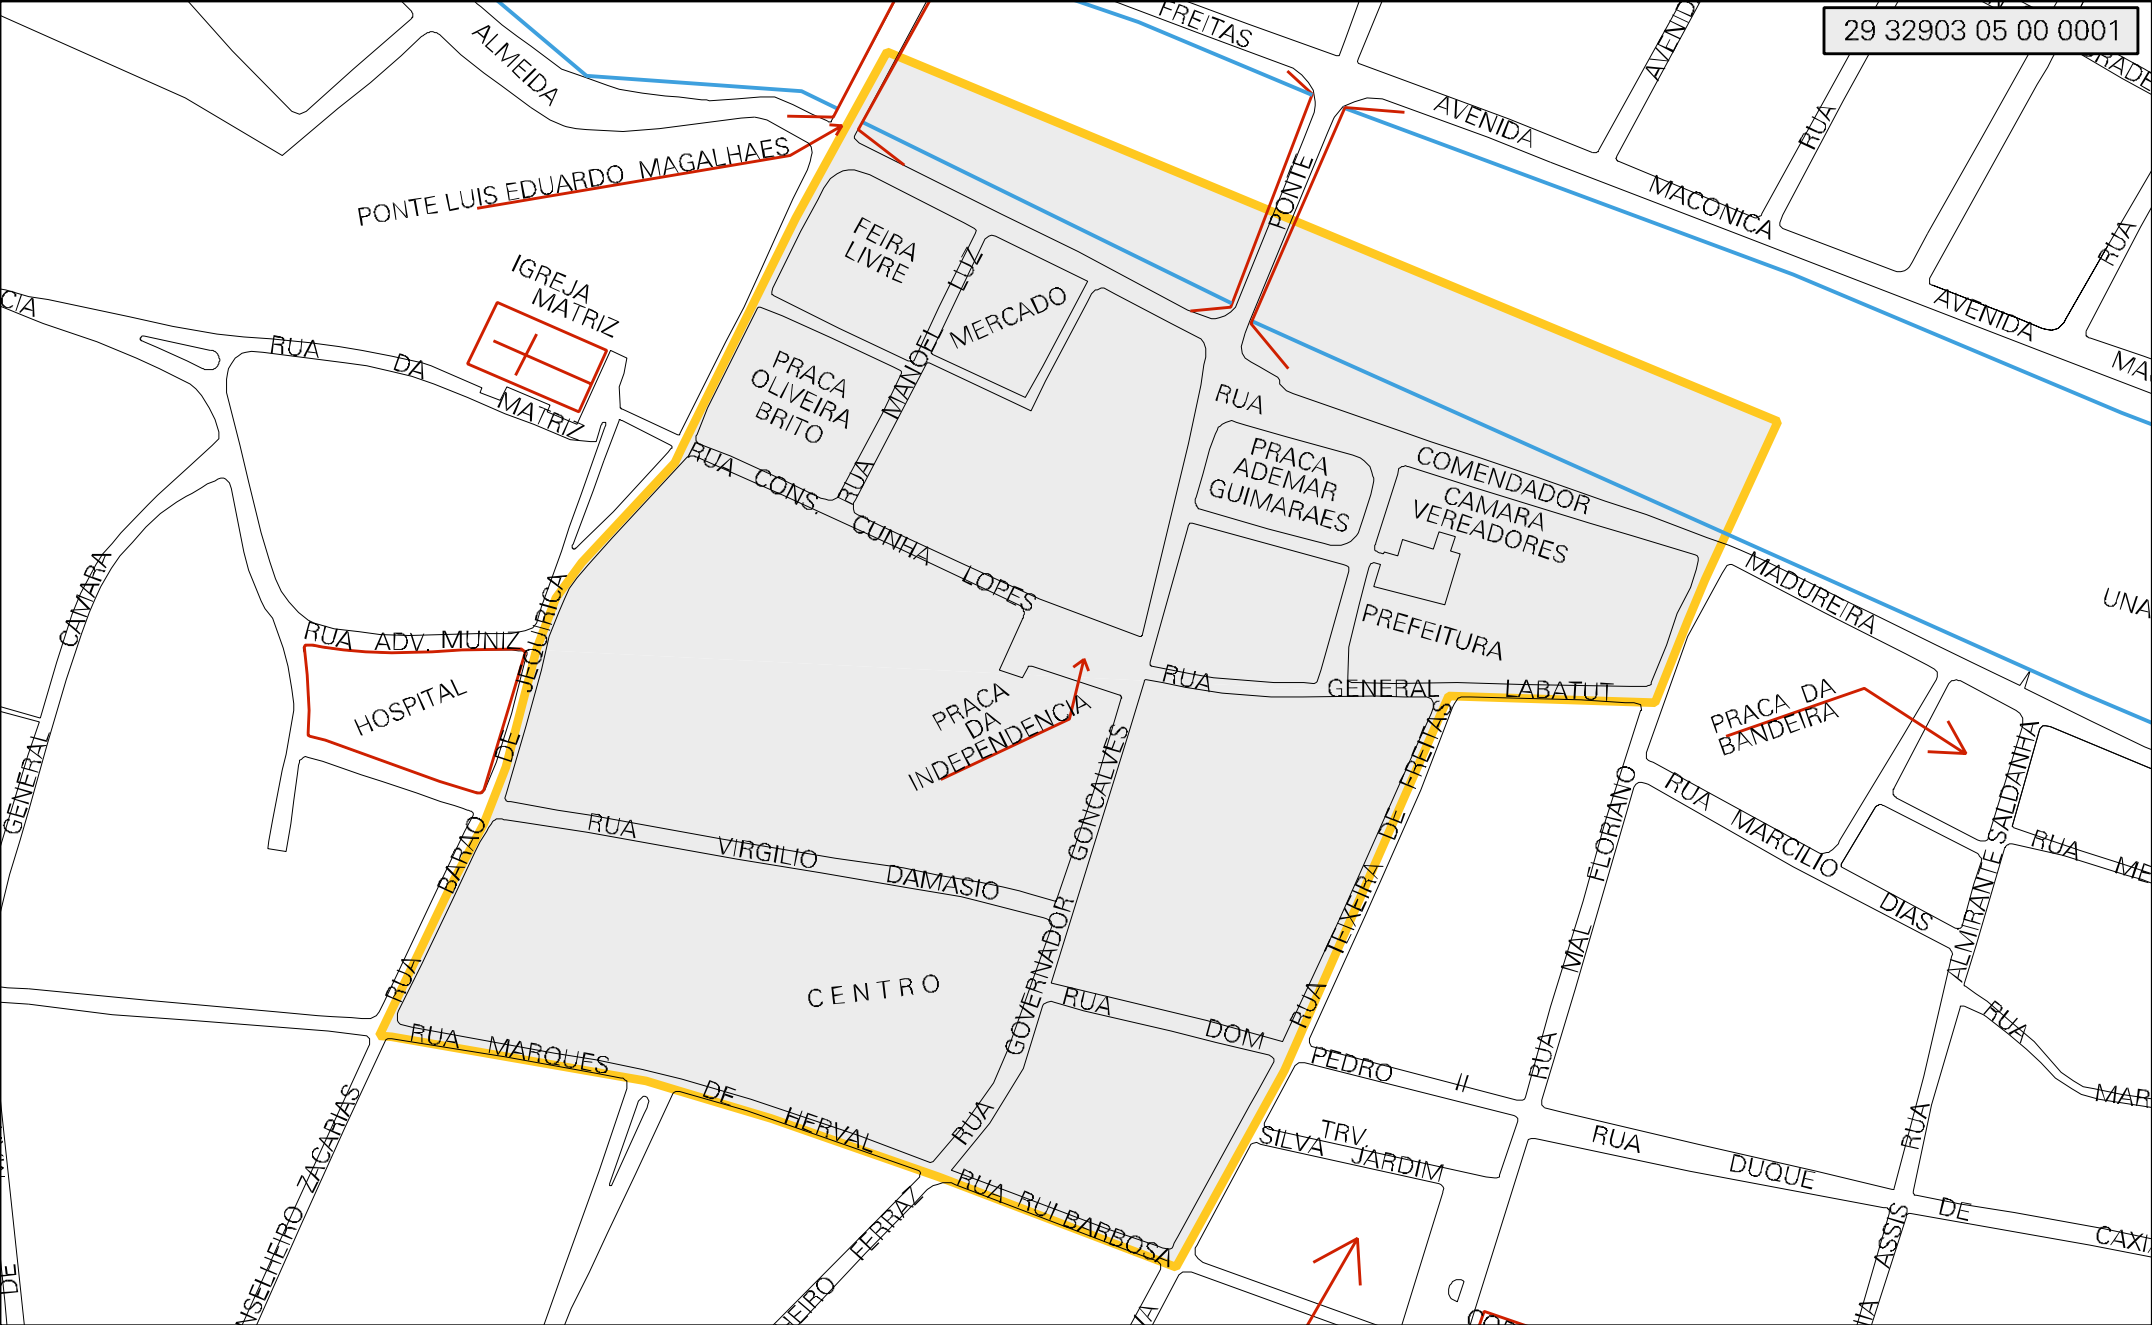 29 32903 05 00 0001
FREITAS
ALMEIDA
AVENIDA
AVENIDA MACONICA
RUA
RUA
AVENIDA
PONTE LUIS EDUARDO MAGALHAES
PONTE
FEIRA
LIVRE
MERCADO
RUA MANOEL LUZ
IGREJA
MATRIZ
RUA DA MATRIZ
PRACA
OLIVEIRA
BRITO
RUA CONS. CUNHA LOPES
RUA COMENDADOR MADUREIRA
PRACA
ADEMAR
GUIMARAES
CAMARA
VEREADORES
PREFEITURA
UNA
GENERAL CAMARA
RUA ADV. MUNIZ
HOSPITAL
RUA BARAO DE JEQUIRICA
PRACA
DA
INDEPENDENCIA
RUA GENERAL LABATUT
PRACA DA
BANDEIRA
RUA GOVERNADOR GONCALVES
RUA TEIXEIRA DE FREITAS
RUA MAL FLORIANO
RUA MARCILIO DIAS
ALMIRANTE SALDANHA
RUA
RUA VIRGILIO DAMASIO
CENTRO
RUA DOM PEDRO II
RUA
RUA MARQUES DE HERVAL
RUA RUI BARBOSA
TRV.
SILVA JARDIM
RUA DUQUE DE
RUA
ASSIS
ZACARIAS
FERRAZ
DE